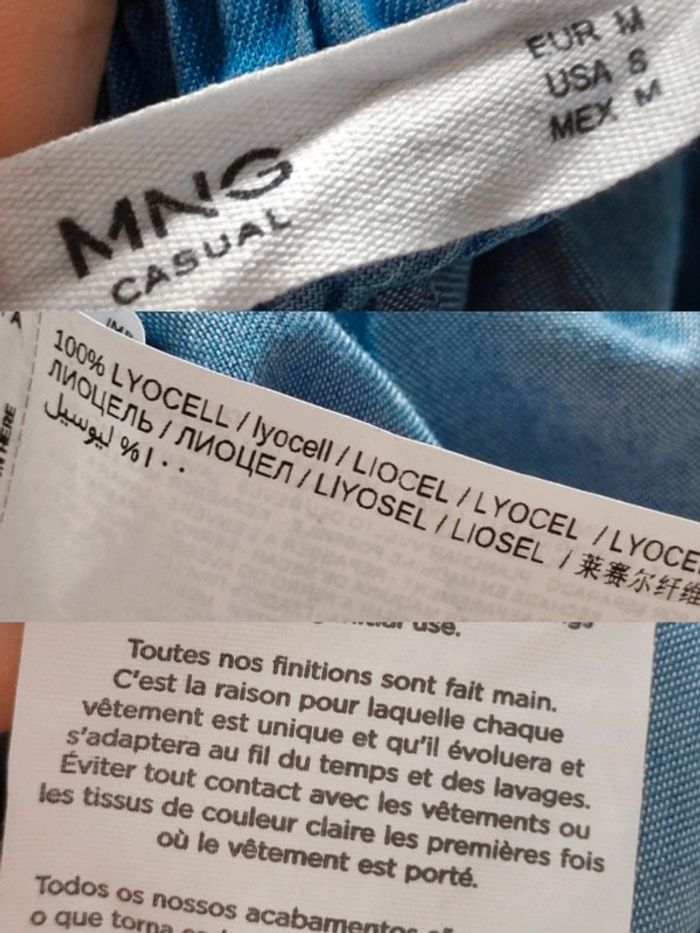 EUR M
USA S
MEX M
MNG
CASUAL
A
100% LYOCELL / lyocell / LIOCEL / LYOCEL / LYOCE
ЛИОЦЕЛЬ / ЛИОЦЕЛ / LIYOSEL / LIOSEL / 莱赛尔纤维
١٠٠% ليوسيل
use.
Toutes nos finitions sont fait main.
C'est la raison pour laquelle chaque
vêtement est unique et qu'il évoluera et
s'adaptera au fil du temps et des lavages.
Éviter tout contact avec les vêtements ou
les tissus de couleur claire les premières fois
où le vêtement est porté.
Todos os nossos acabamentos
o que torna